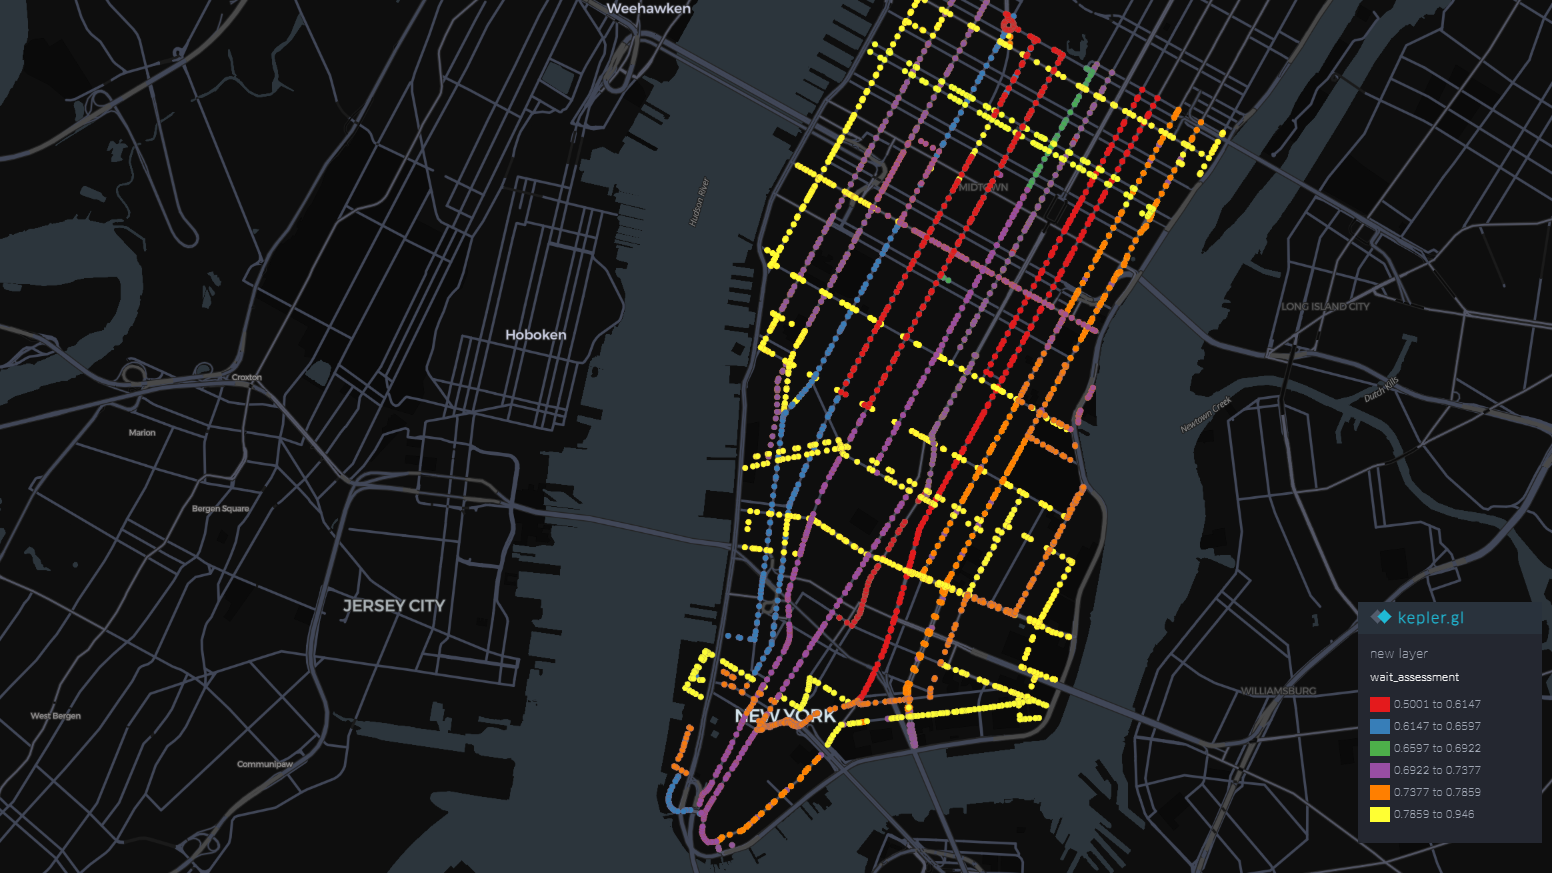 Weehawken
Hudson River
MIDTOWN
LONG ISLAND CITY
Hoboken
Croxton
Dutch Kills
Newtown Creek
Marion
Bergen Square
JERSEY CITY
WILLIAMSBURG
West Bergen
NEW YORK
Communipaw
kepler.gl
new layer
wait_assessment
0.5001 to 0.6147
0.6147 to 0.6597
0.6597 to 0.6922
0.6922 to 0.7377
0.7377 to 0.7859
0.7859 to 0.946